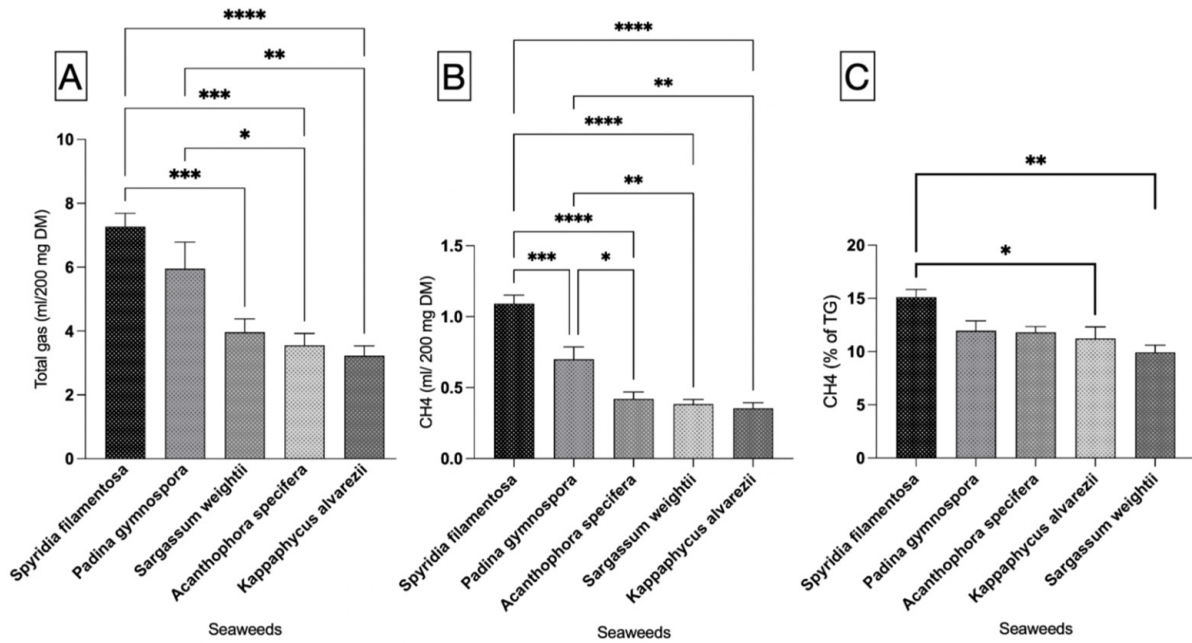 A
****
**
***
*
***
10
8
6
4
2
0
Total gas (ml/200 mg DM)
Spyridia filamentosa
Padina gymnospora
Sargassum weightii
Acanthophora specifera
Kappaphycus alvarezii
Seaweeds
B
****
**
****
**
****
***
*
1.5
1.0
0.5
0.0
CH4 (ml/ 200 mg DM)
Spyridia filamentosa
Padina gymnospora
Acanthophora specifera
Sargassum weightii
Kappaphycus alvarezii
Seaweeds
C
**
*
20
15
10
5
0
CH4 (% of TG)
Spyridia filamentosa
Padina gymnospora
Acanthophora specifera
Kappaphycus alvarezii
Sargassum weightii
Seaweeds